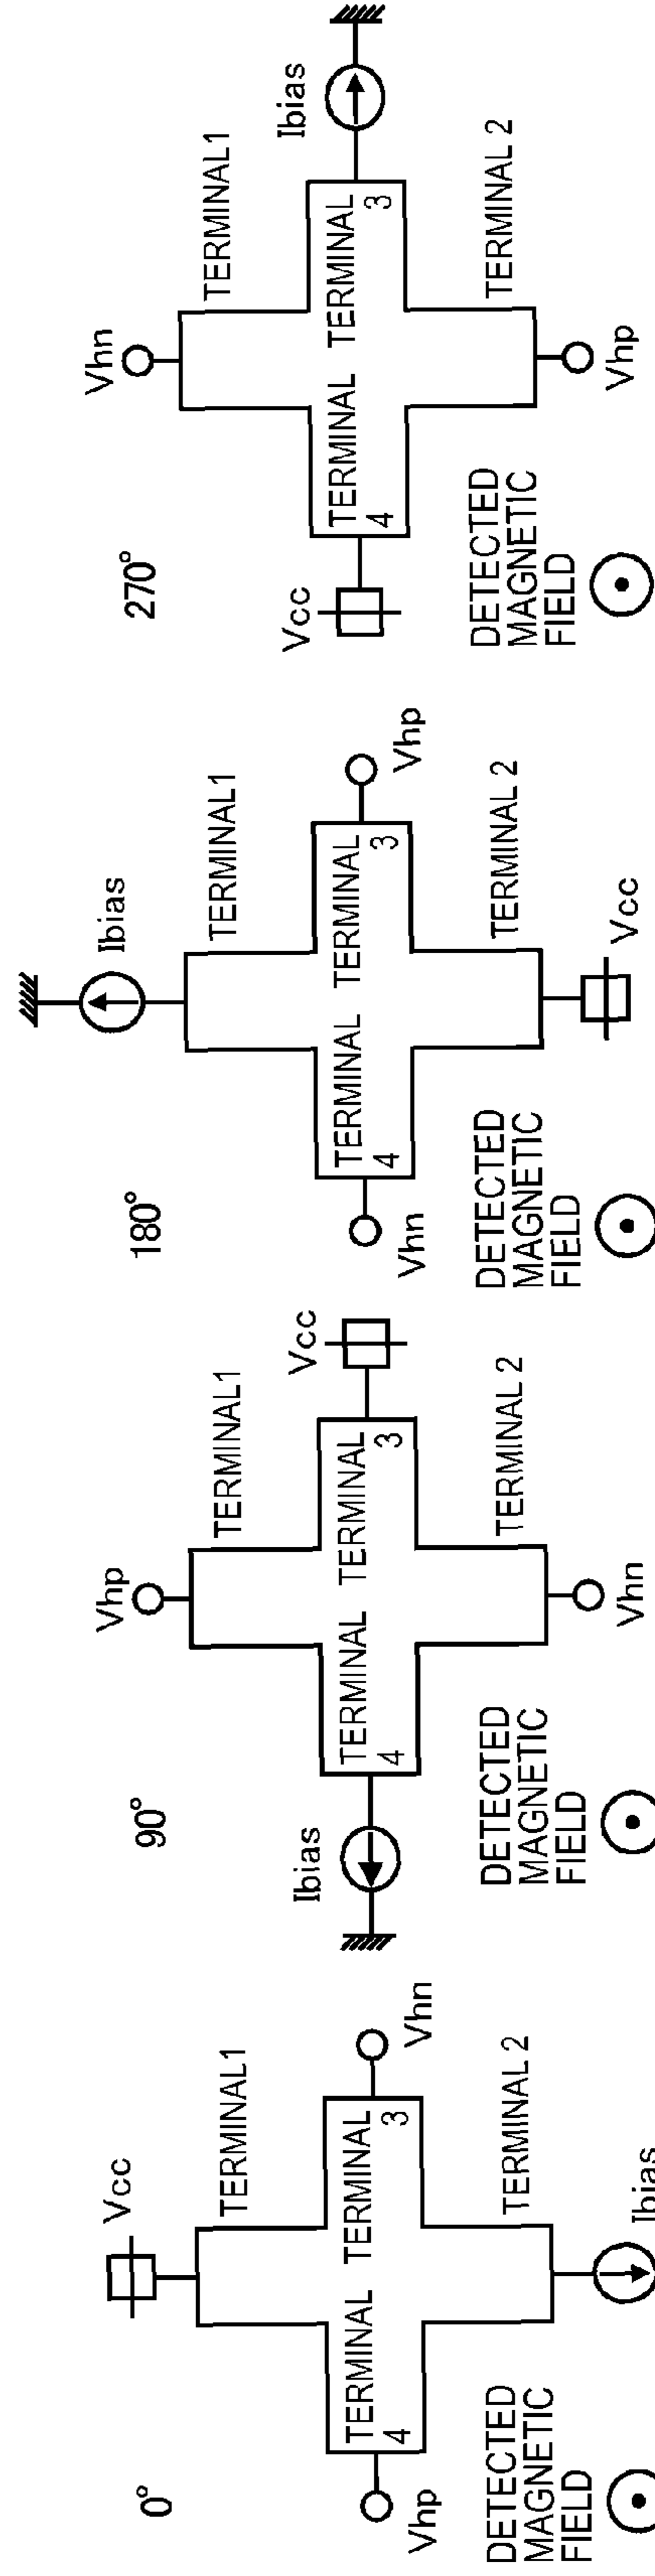 0°
Vcc
TERMINAL1
Vhp
TERMINAL
4
TERMINAL
3
Vhn
TERMINAL 2
DETECTED
MAGNETIC
FIELD
Ibias
90°
Vhp
TERMINAL1
Vcc
Ibias
TERMINAL
4
TERMINAL
3
TERMINAL 2
DETECTED
MAGNETIC
FIELD
Vhn
180°
Ibias
TERMINAL1
Vhn
TERMINAL
4
TERMINAL
3
Vhp
TERMINAL 2
DETECTED
MAGNETIC
FIELD
Vcc
270°
Vhn
TERMINAL1
Ibias
Vcc
TERMINAL
4
TERMINAL
3
TERMINAL 2
DETECTED
MAGNETIC
FIELD
Vhp